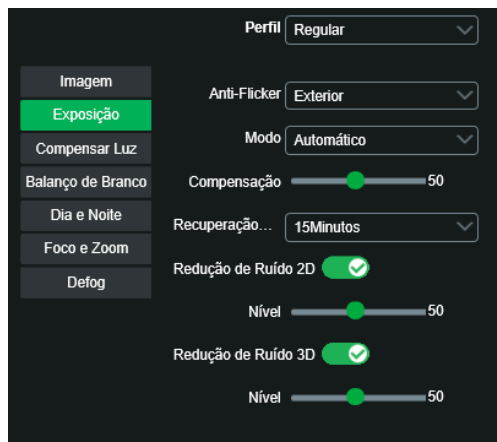 Perfil Regular
Imagem
Exposição
Compensar Luz
Balanço de Branco
Dia e Noite
Foco e Zoom
Defog
Anti-Flicker Exterior
Modo Automático
Compensação 50
Recuperação... 15Minutos
Redução de Ruído 2D
Nível 50
Redução de Ruído 3D
Nível 50